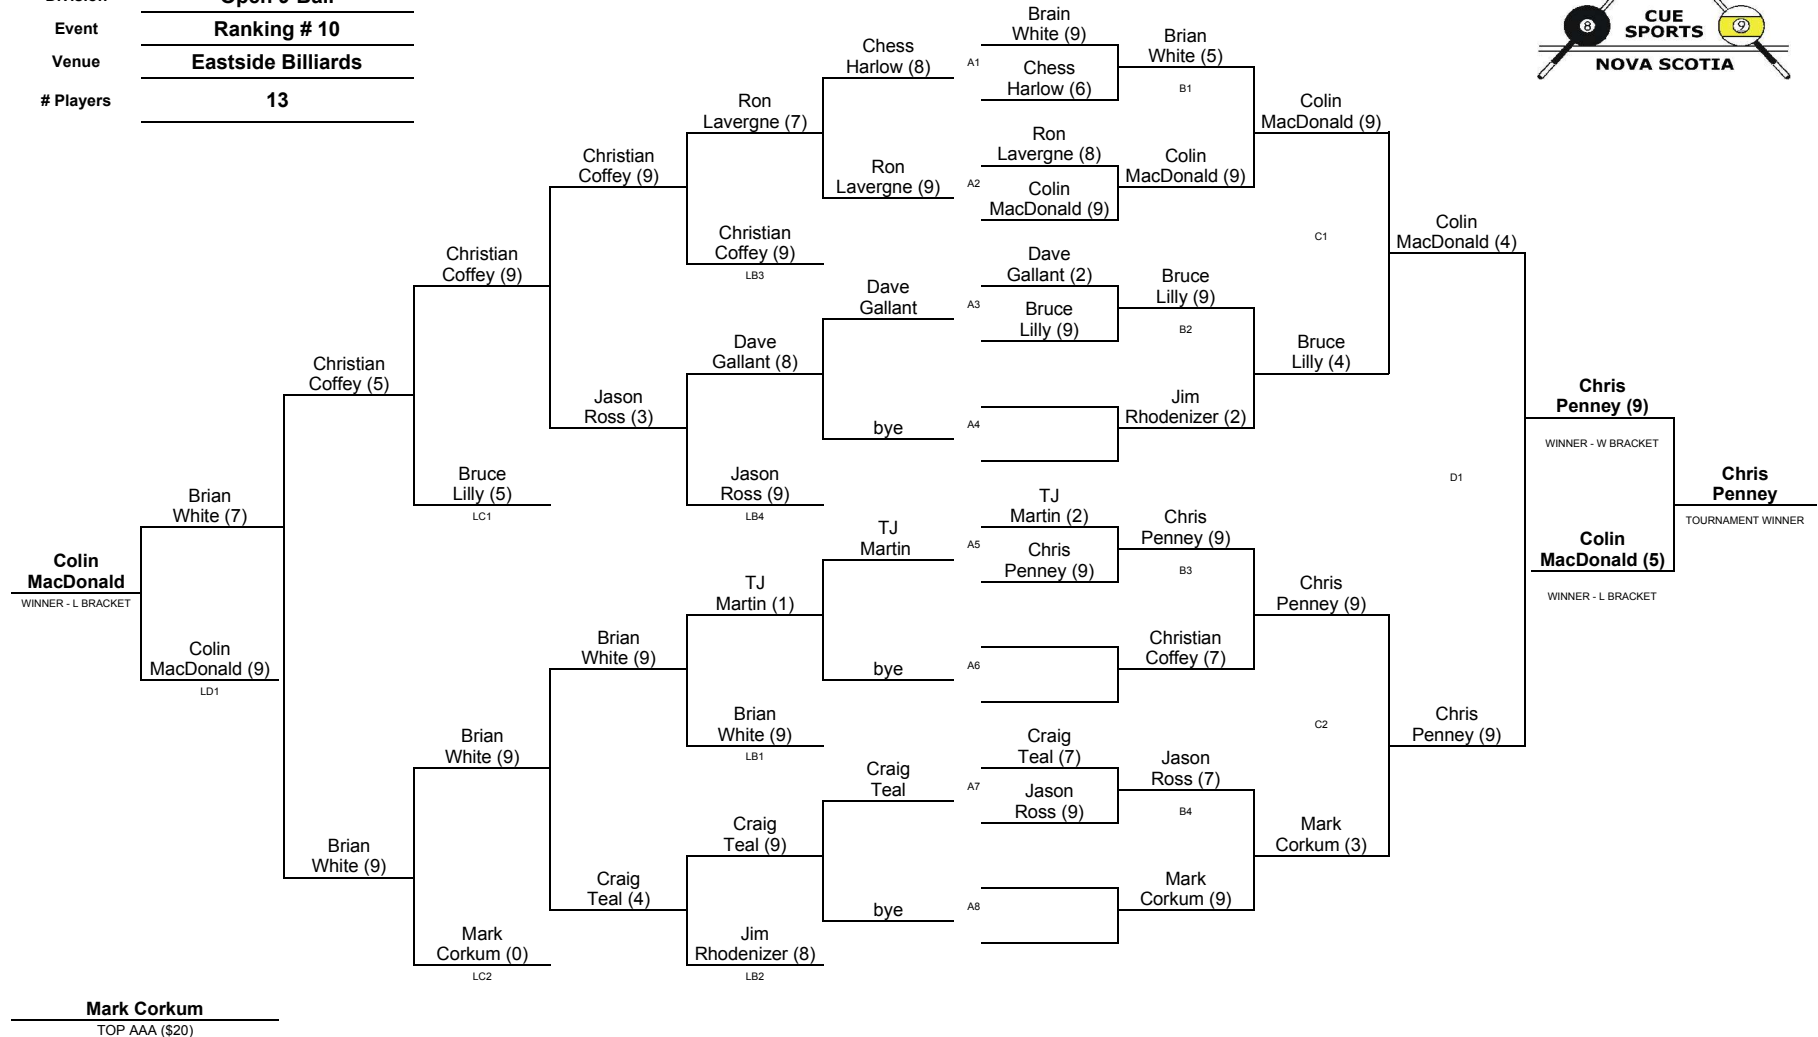 Event
Ranking # 10
Venue
Eastside Billiards
# Players
13
8
9
CUE
SPORTS
NOVA SCOTIA
Colin
MacDonald
WINNER - L BRACKET
Brian
White (7)
Colin
MacDonald (9)
LD1
Christian
Coffey (5)
Brian
White (9)
Christian
Coffey (9)
Bruce
Lilly (5)
LC1
Brian
White (9)
Mark
Corkum (0)
LC2
Christian
Coffey (9)
Jason
Ross (3)
Brian
White (9)
Craig
Teal (4)
Ron
Lavergne (7)
Christian
Coffey (9)
LB3
Dave
Gallant (8)
Jason
Ross (9)
LB4
TJ
Martin (1)
Brian
White (9)
LB1
Craig
Teal (9)
Jim
Rhodenizer (8)
LB2
Chess
Harlow (8)
Ron
Lavergne (9)
Dave
Gallant
bye
TJ
Martin
bye
Craig
Teal
bye
A1
A2
A3
A4
A5
A6
A7
A8
Brain
White (9)
Chess
Harlow (6)
Ron
Lavergne (8)
Colin
MacDonald (9)
Dave
Gallant (2)
Bruce
Lilly (9)
TJ
Martin (2)
Chris
Penney (9)
Craig
Teal (7)
Jason
Ross (9)
Brian
White (5)
B1
Colin
MacDonald (9)
Bruce
Lilly (9)
B2
Jim
Rhodenizer (2)
Chris
Penney (9)
B3
Christian
Coffey (7)
Jason
Ross (7)
B4
Mark
Corkum (9)
Colin
MacDonald (9)
C1
Bruce
Lilly (4)
Chris
Penney (9)
C2
Mark
Corkum (3)
Colin
MacDonald (4)
D1
Chris
Penney (9)
Chris
Penney (9)
WINNER - W BRACKET
Colin
MacDonald (5)
WINNER - L BRACKET
Chris
Penney
TOURNAMENT WINNER
Mark Corkum
TOP AAA ($20)